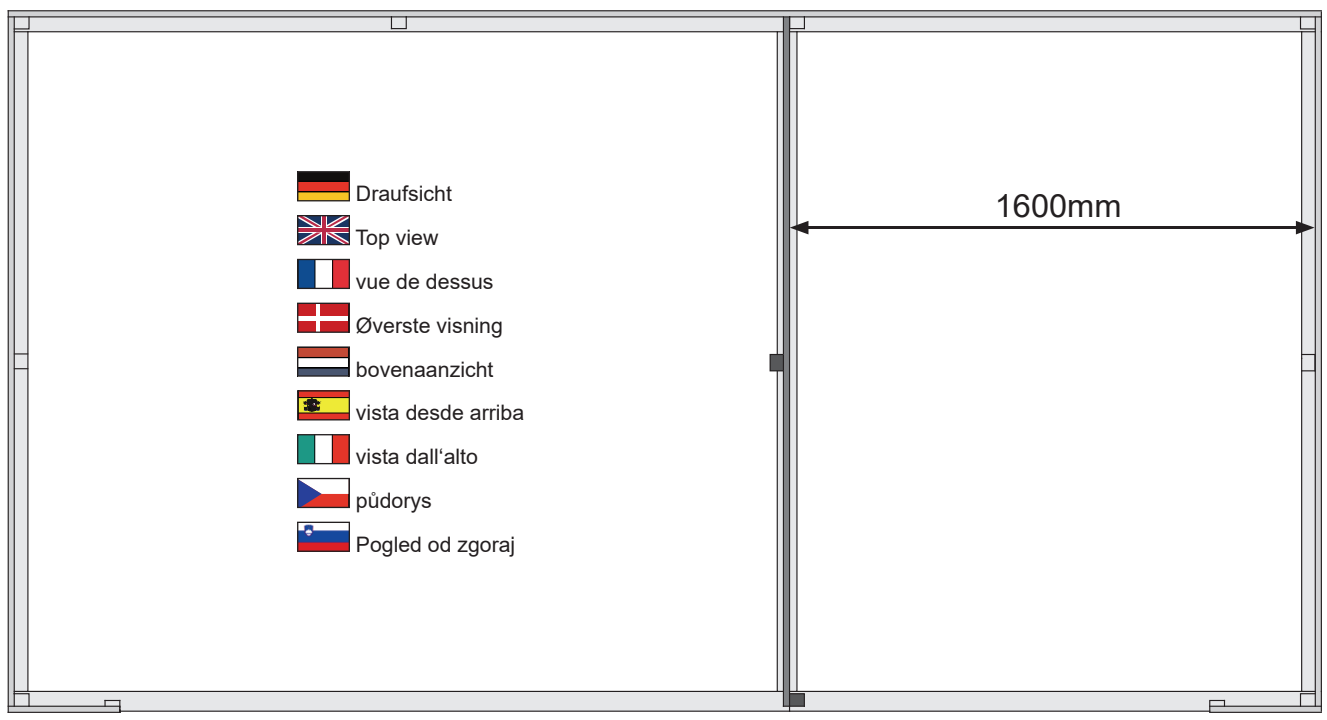 Draufsicht
Top view
vue de dessus
Øverste visning
bovenaanzicht
vista desde arriba
vista dall‘alto
půdorys
Pogled od zgoraj
1600mm